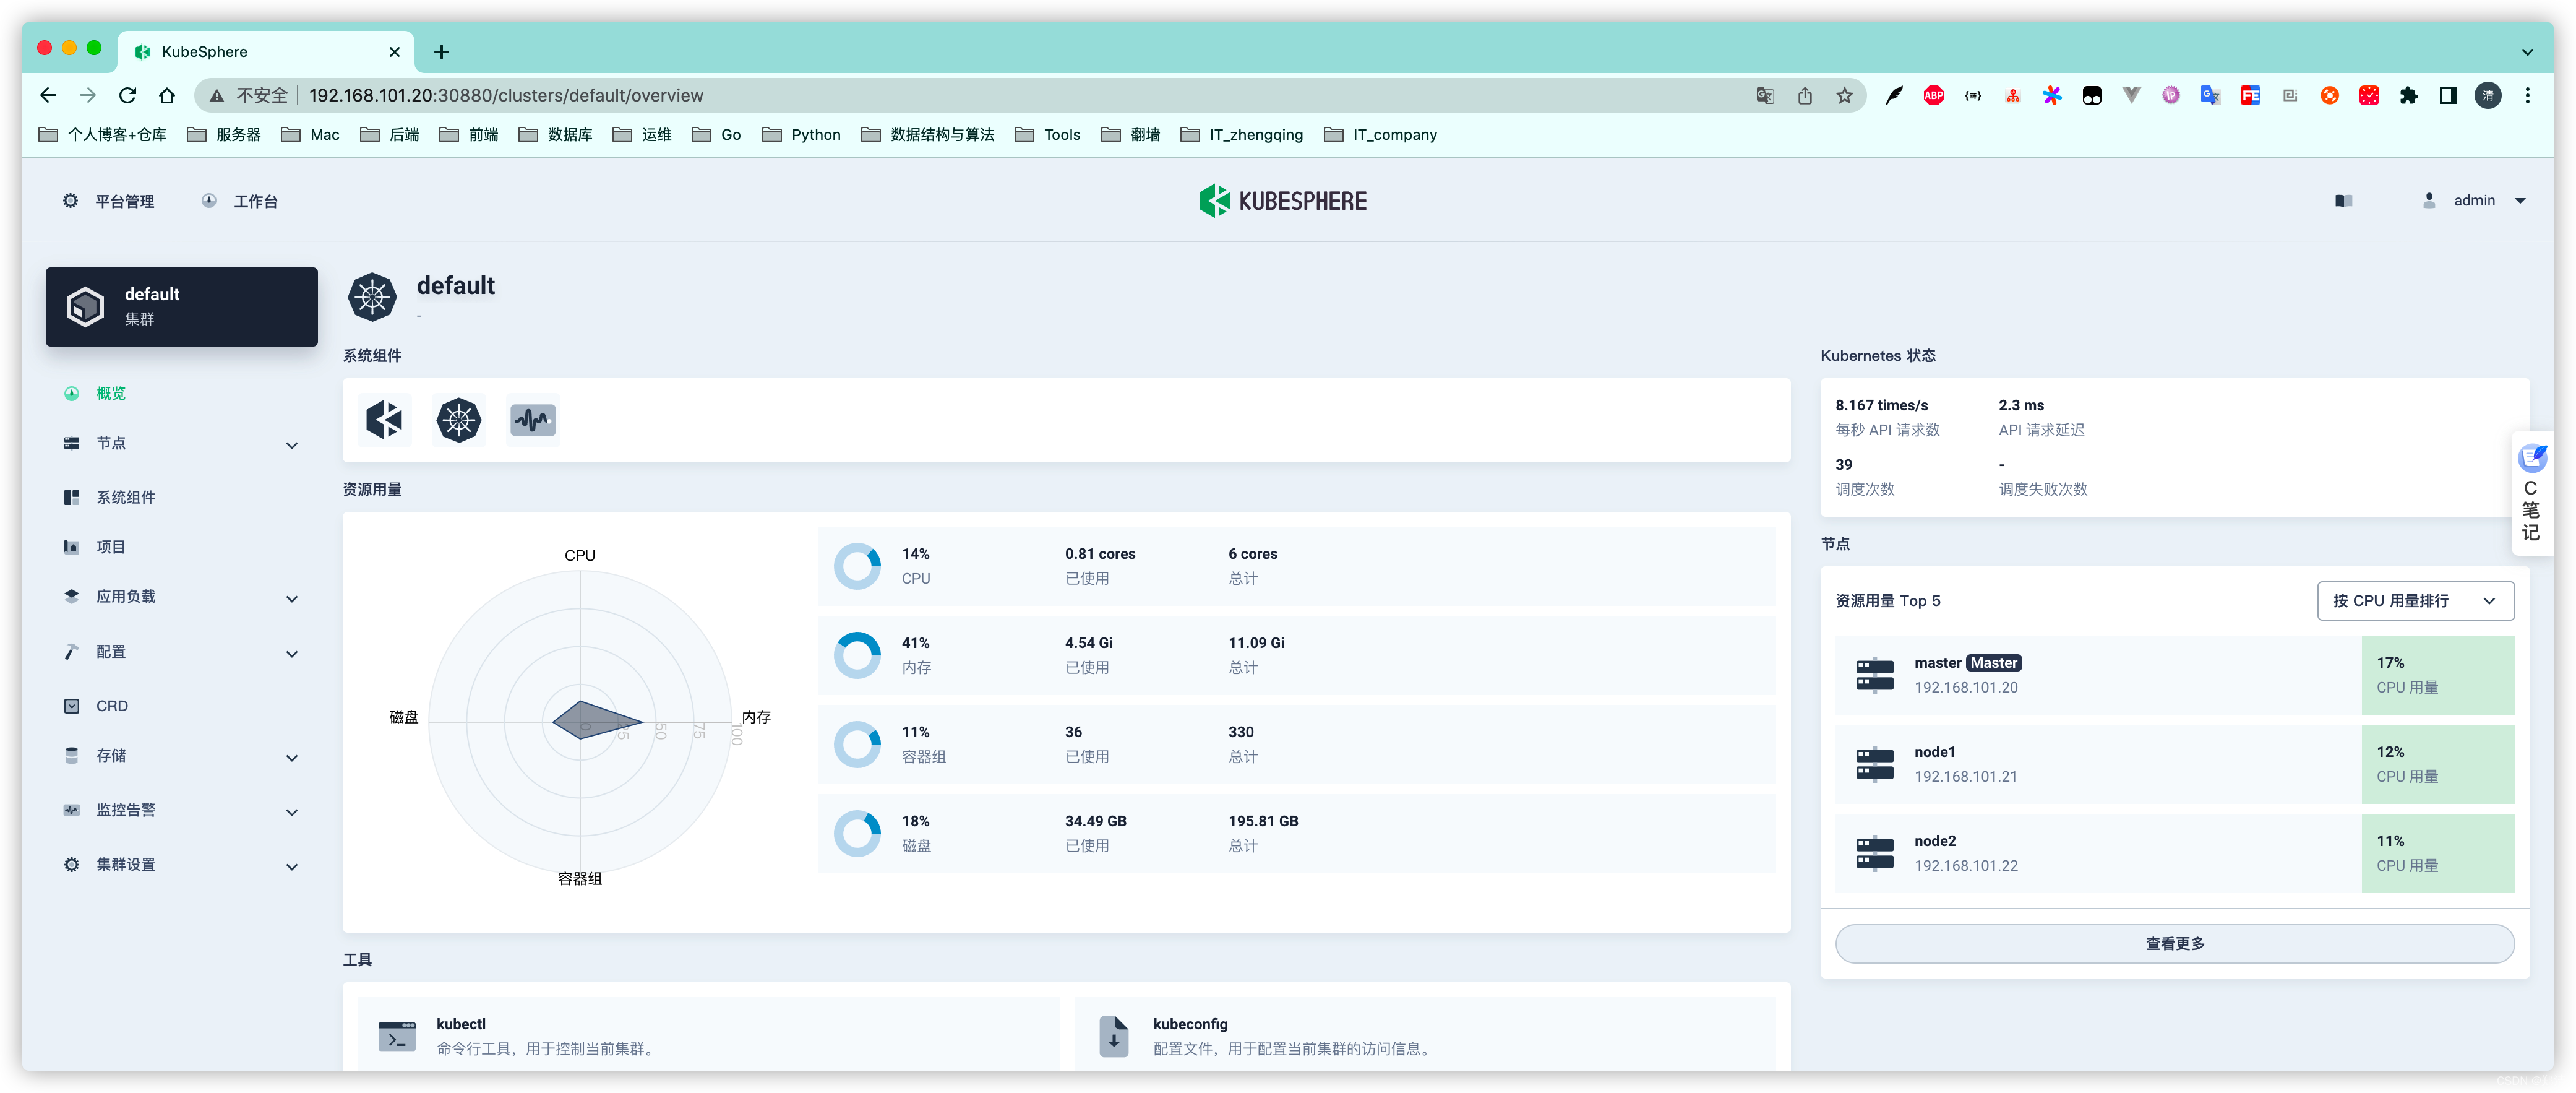 KubeSphere
不安全
192.168.101.20:30880/clusters/default/overview
ABP
清
个人博客+仓库 服务器 Mac 后端 前端 数据库 运维 Go Python 数据结构与算法 Tools 翻墙 IT_zhengqing IT_company
平台管理 工作台 KUBESPHERE admin
default
集群
概览
节点
系统组件
项目
应用负载
配置
CRD
存储
监控告警
集群设置
default
-
系统组件
资源用量
CPU
内存
容器组
磁盘
0 25 50 75 100
14% 0.81 cores 6 cores
CPU 已使用 总计
41% 4.54 Gi 11.09 Gi
内存 已使用 总计
11% 36 330
容器组 已使用 总计
18% 34.49 GB 195.81 GB
磁盘 已使用 总计
工具
kubectl
命令行工具，用于控制当前集群。
kubeconfig
配置文件，用于配置当前集群的访问信息。
Kubernetes 状态
8.167 times/s 2.3 ms
每秒 API 请求数 API 请求延迟
39 -
调度次数 调度失败次数
节点
资源用量 Top 5 按 CPU 用量排行
master Master 17%
192.168.101.20 CPU 用量
node1 12%
192.168.101.21 CPU 用量
node2 11%
192.168.101.22 CPU 用量
查看更多
C
笔
记